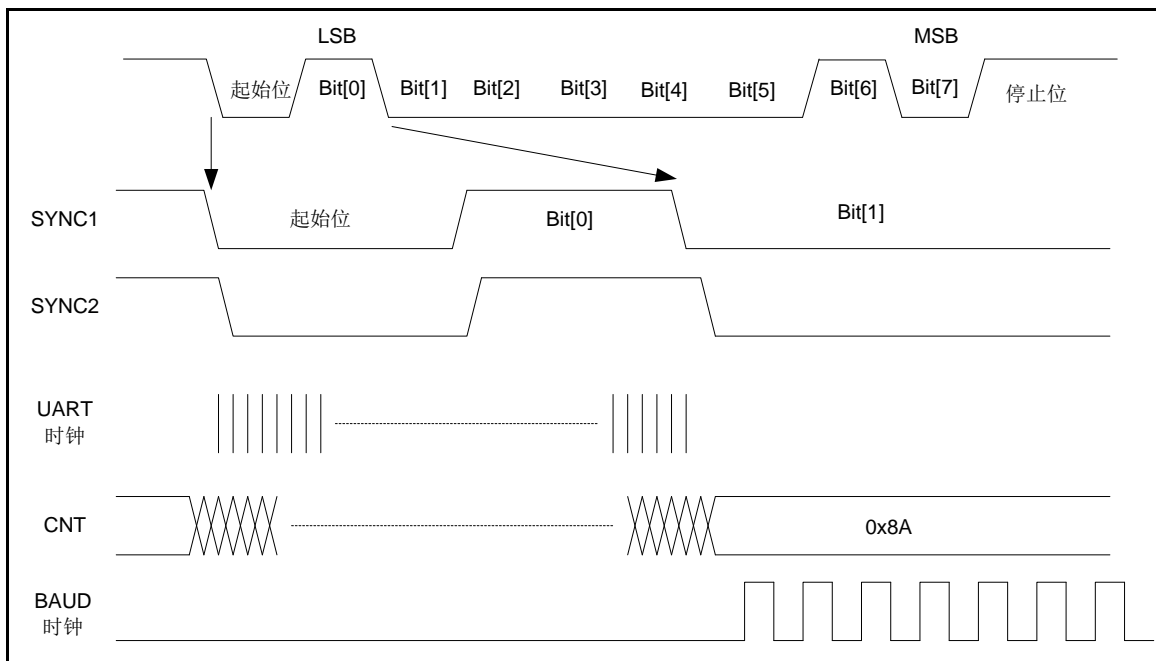 LSB
MSB
起始位
Bit[0]
Bit[1]
Bit[2]
Bit[3]
Bit[4]
Bit[5]
Bit[6]
Bit[7]
停止位
SYNC1
起始位
Bit[0]
Bit[1]
SYNC2
UART
时钟
CNT
0x8A
BAUD
时钟